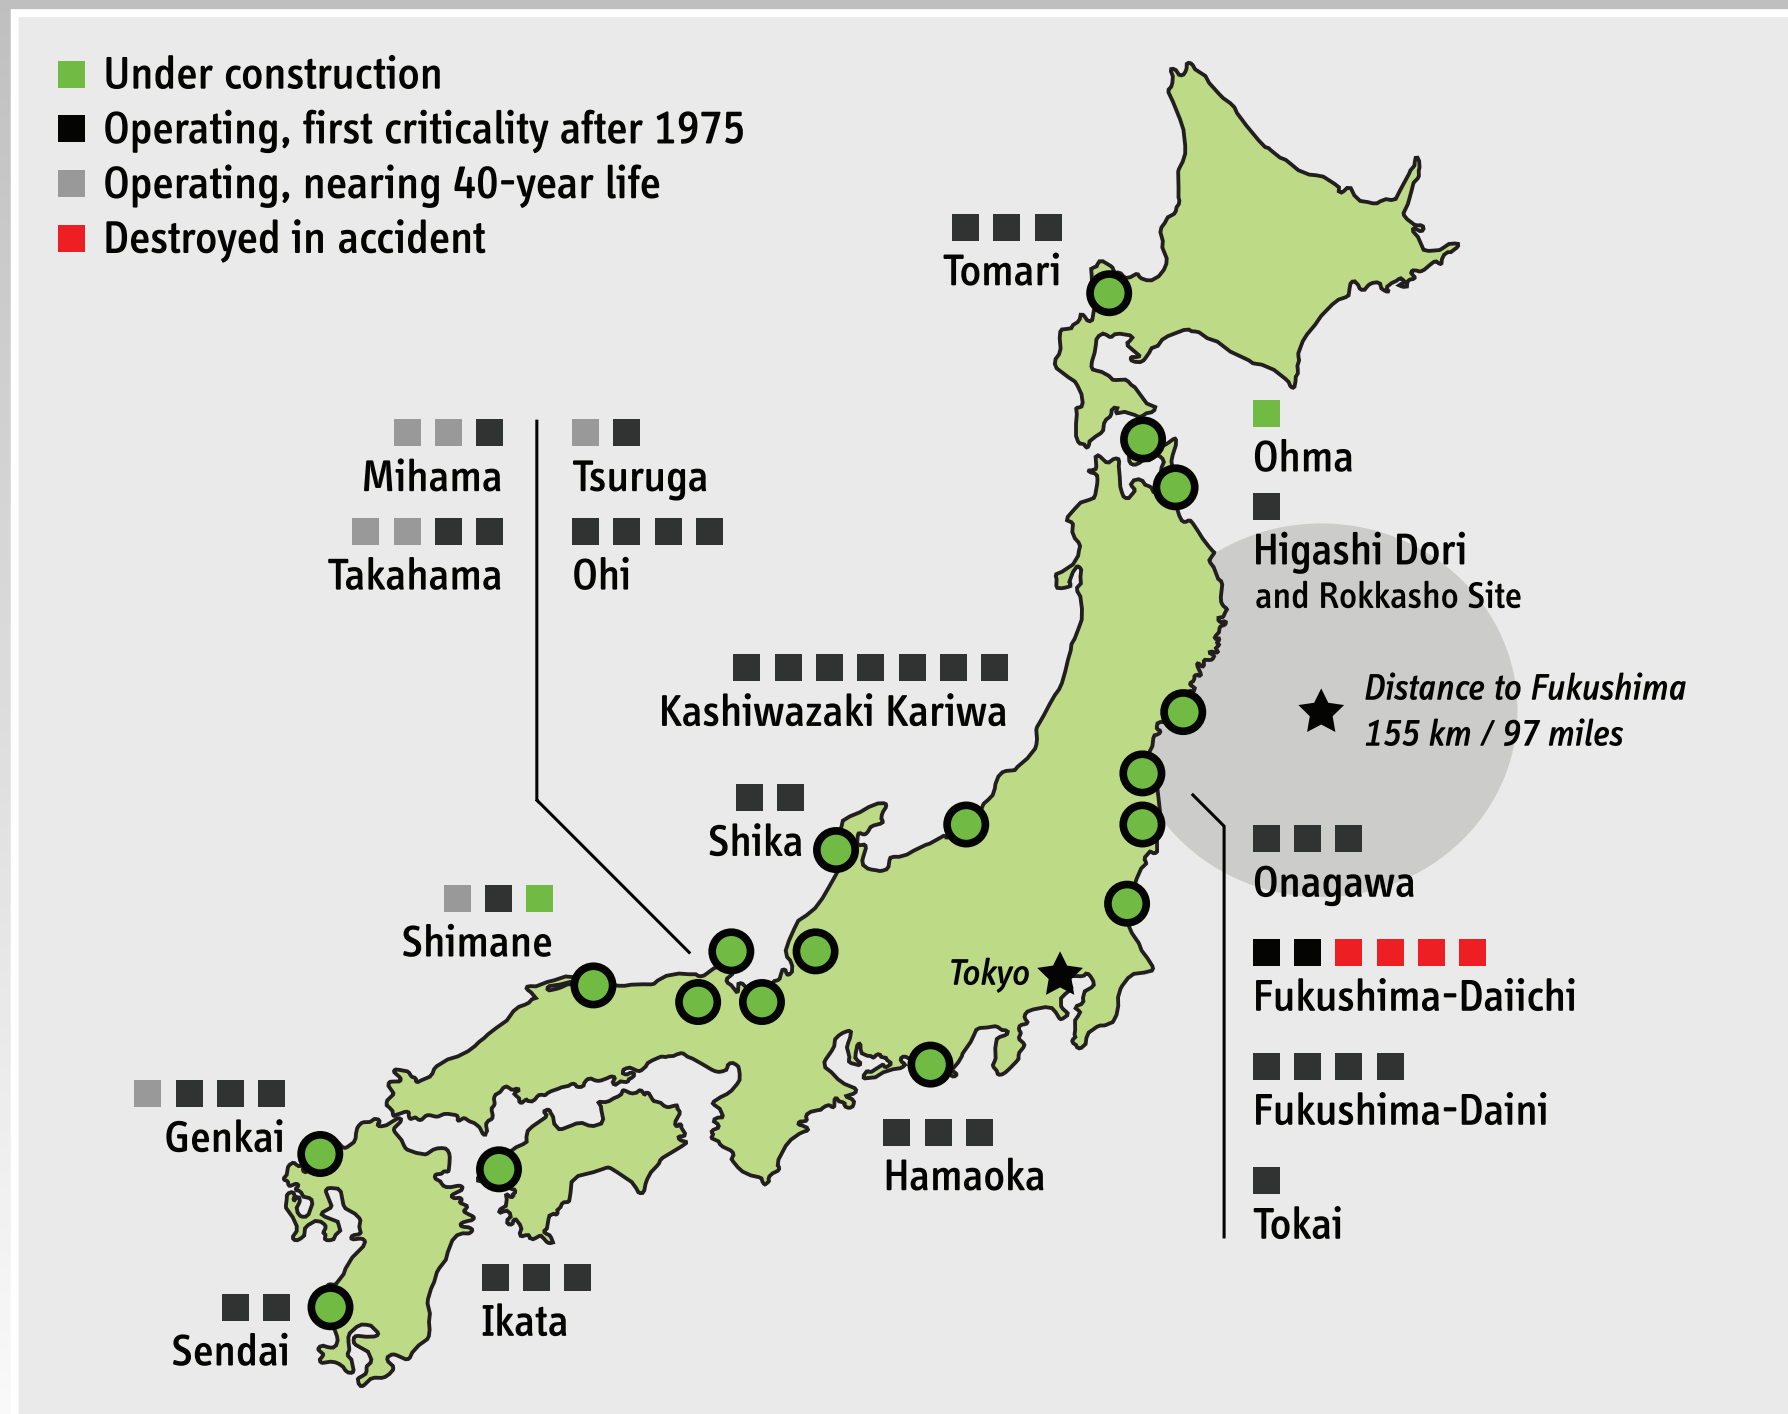 Under construction
Operating, first criticality after 1975
Operating, nearing 40-year life
Destroyed in accident
Tomari
Ohma
Mihama
Tsuruga
Takahama
Ohi
Higashi Dori
and Rokkasho Site
Kashiwazaki Kariwa
Distance to Fukushima
155 km / 97 miles
Shika
Onagawa
Shimane
Tokyo
Fukushima-Daiichi
Fukushima-Daini
Genkai
Hamaoka
Tokai
Ikata
Sendai